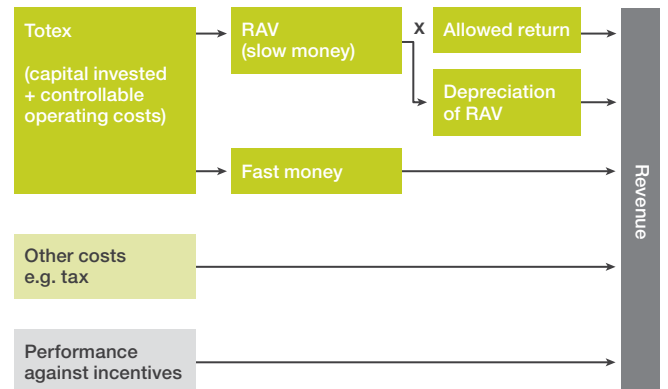 Totex
(capital invested
+ controllable
operating costs)
RAV
(slow money)
X
Allowed return
Depreciation
of RAV
Fast money
Other costs
e.g. tax
Performance
against incentives
Revenue